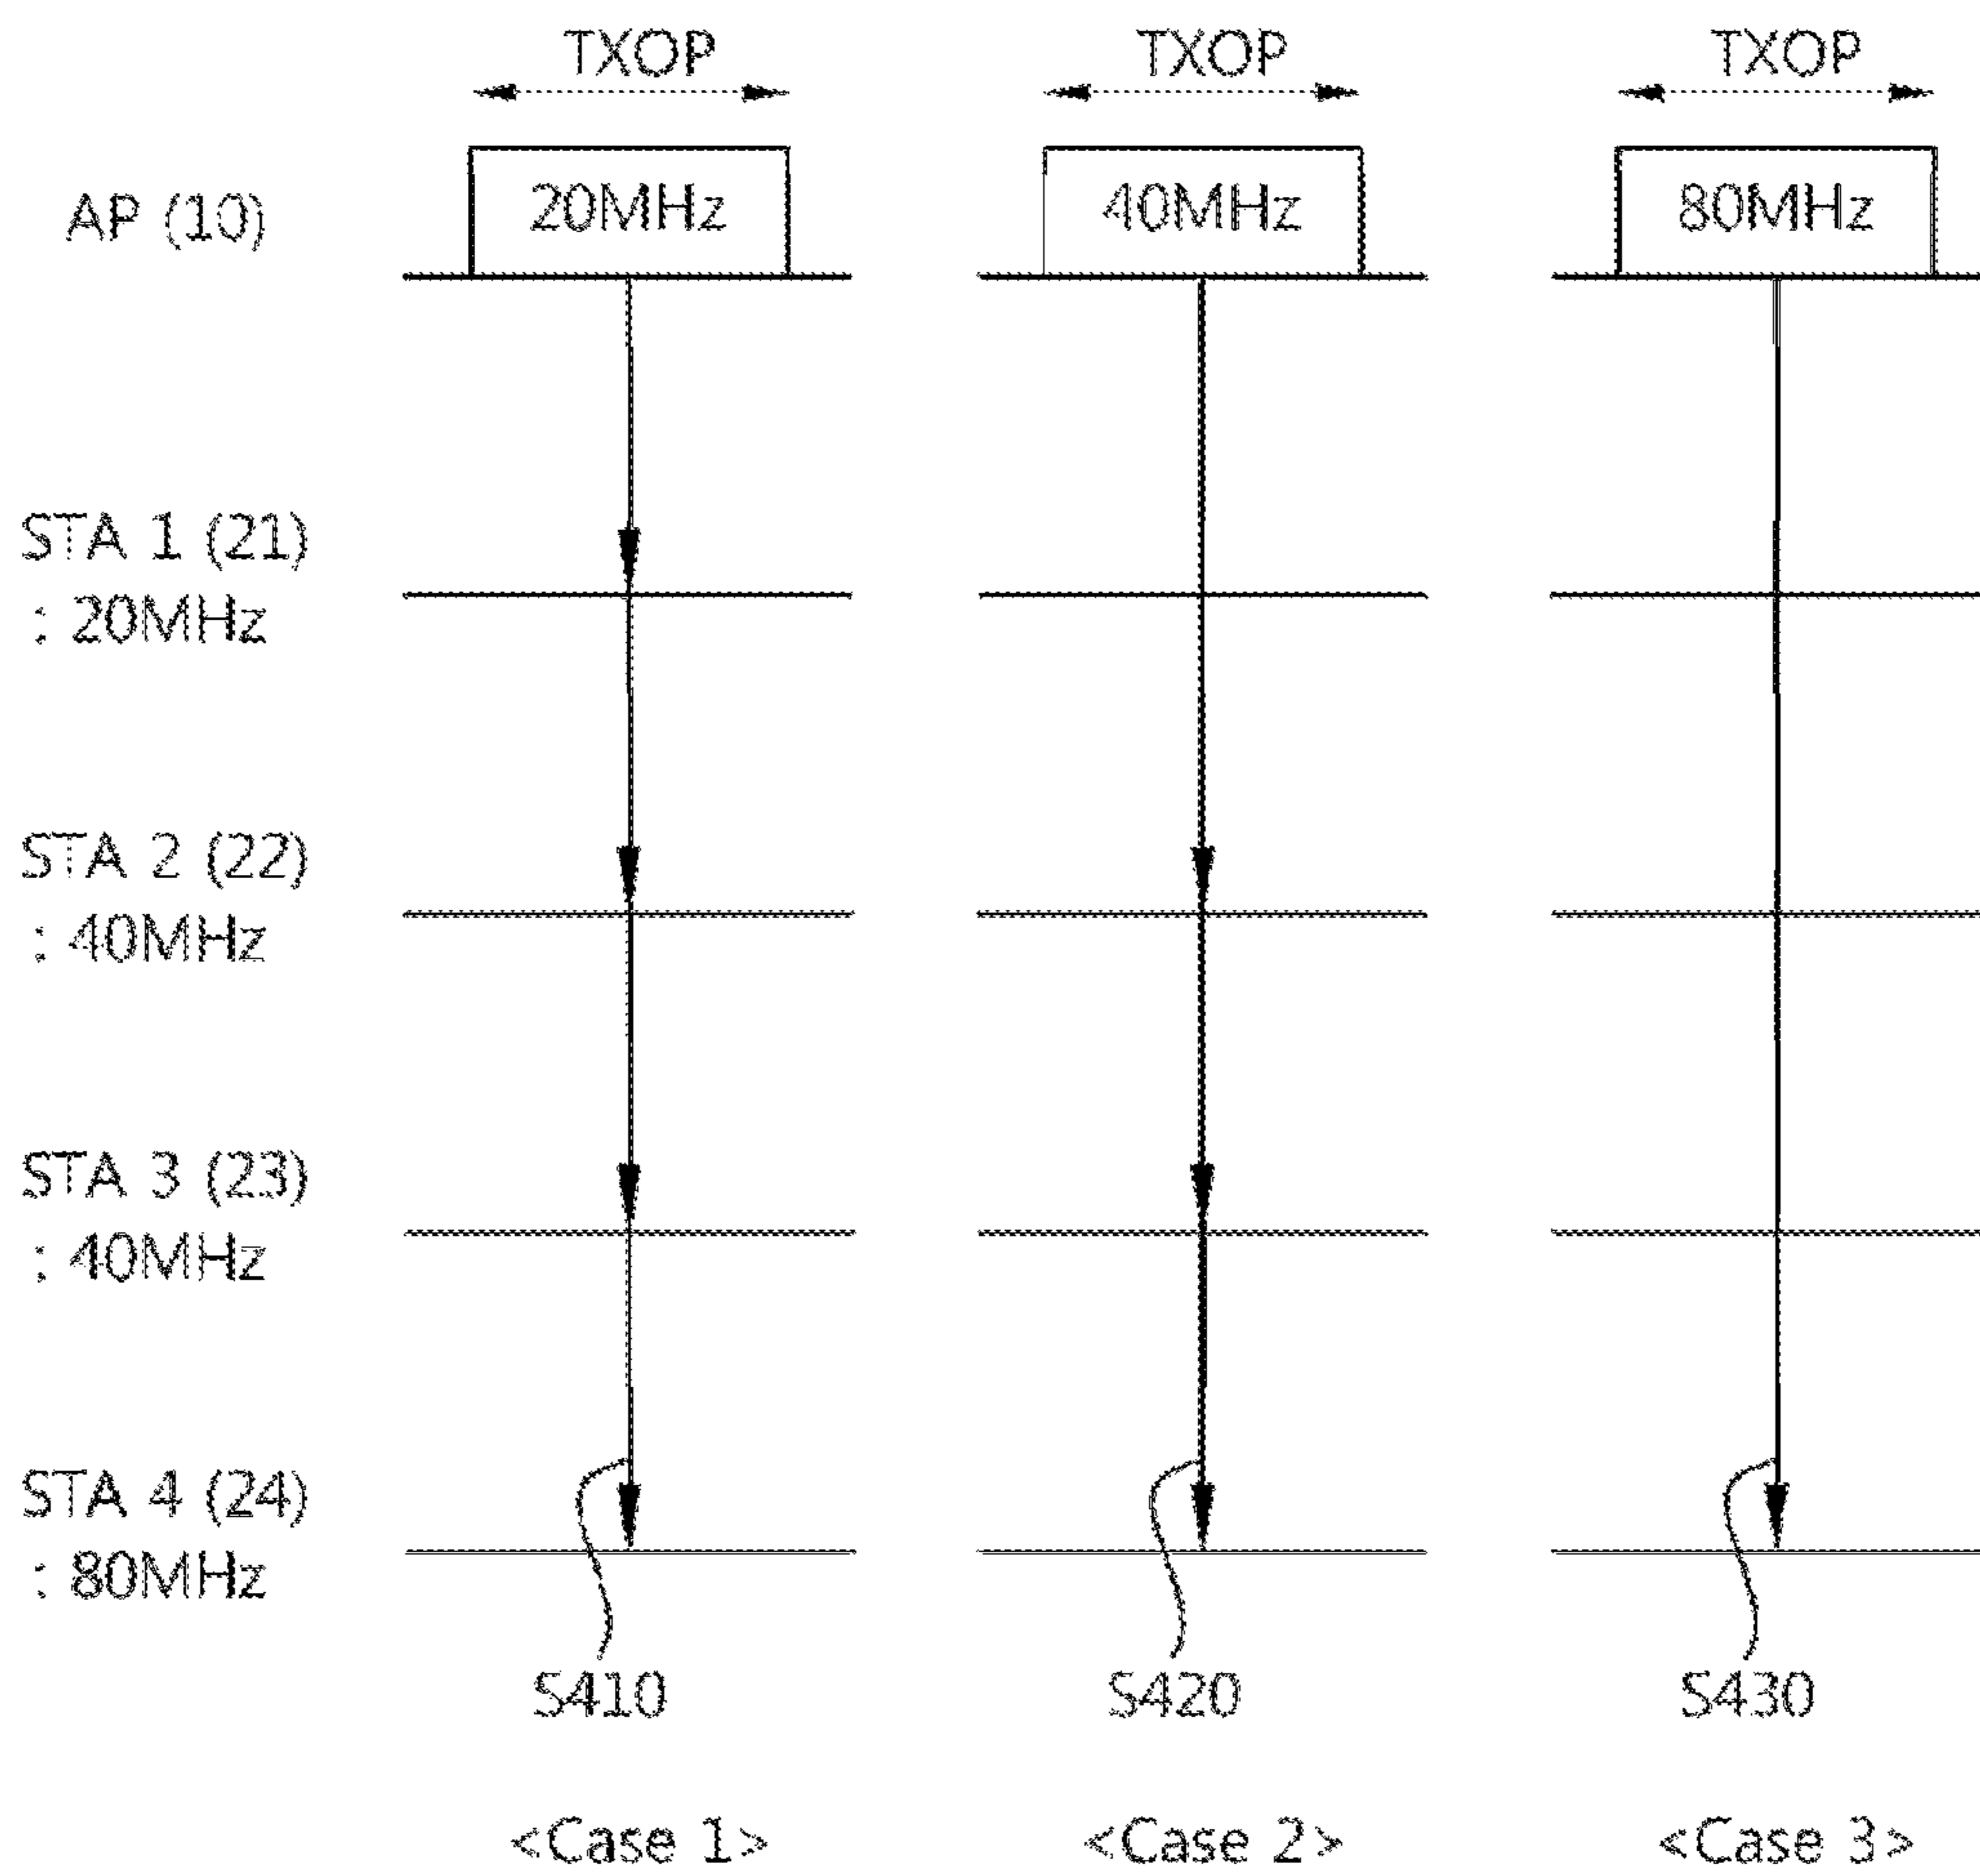 TXOP TXOP TXOP
AP (10) 20MHz 40MHz 80MHz
STA 1 (21)
: 20MHz
STA 2 (22)
: 40MHz
STA 3 (23)
: 40MHz
STA 4 (24)
: 80MHz
S410 S420 S430
<Case 1> <Case 2> <Case 3>